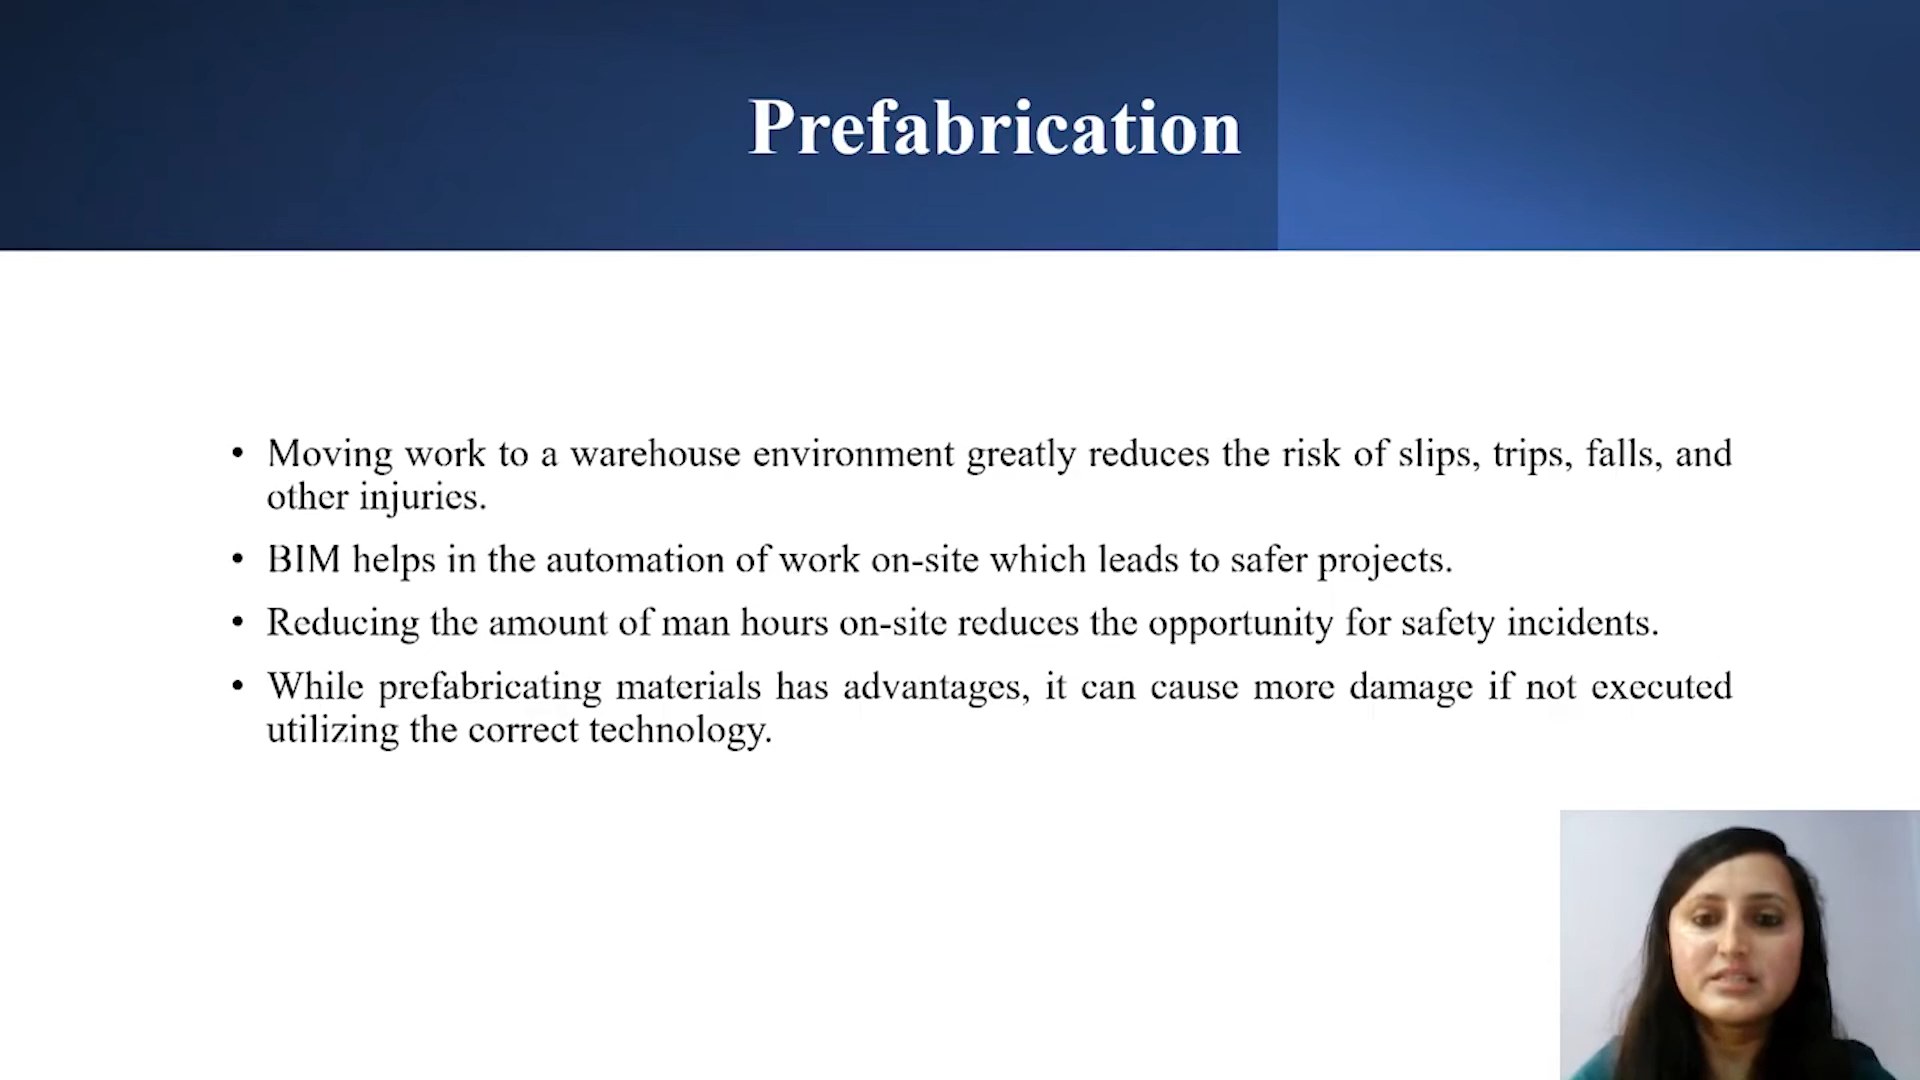 Prefabrication
• Moving work to a warehouse environment greatly reduces the risk of slips, trips, falls, and
other injuries.
• BIM helps in the automation of work on-site which leads to safer projects.
• Reducing the amount of man hours on-site reduces the opportunity for safety incidents.
• While prefabricating materials has advantages, it can cause more damage if not executed
utilizing the correct technology.